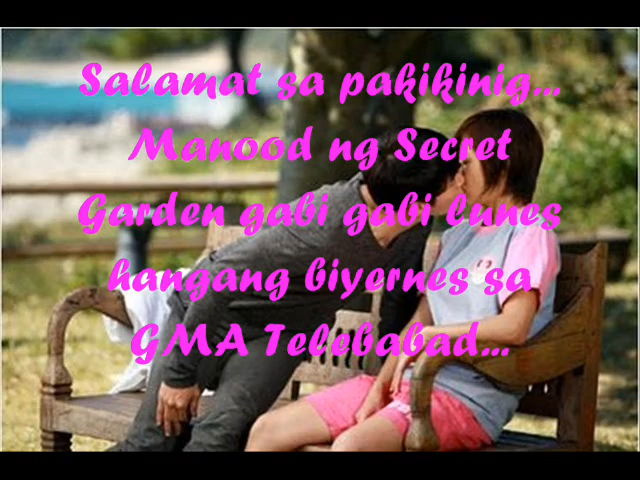 Salamat sa pakikinig...
Manood ng Secret
Garden gabi gabi lunes
hangang biyernes sa
GMA Telebabad...